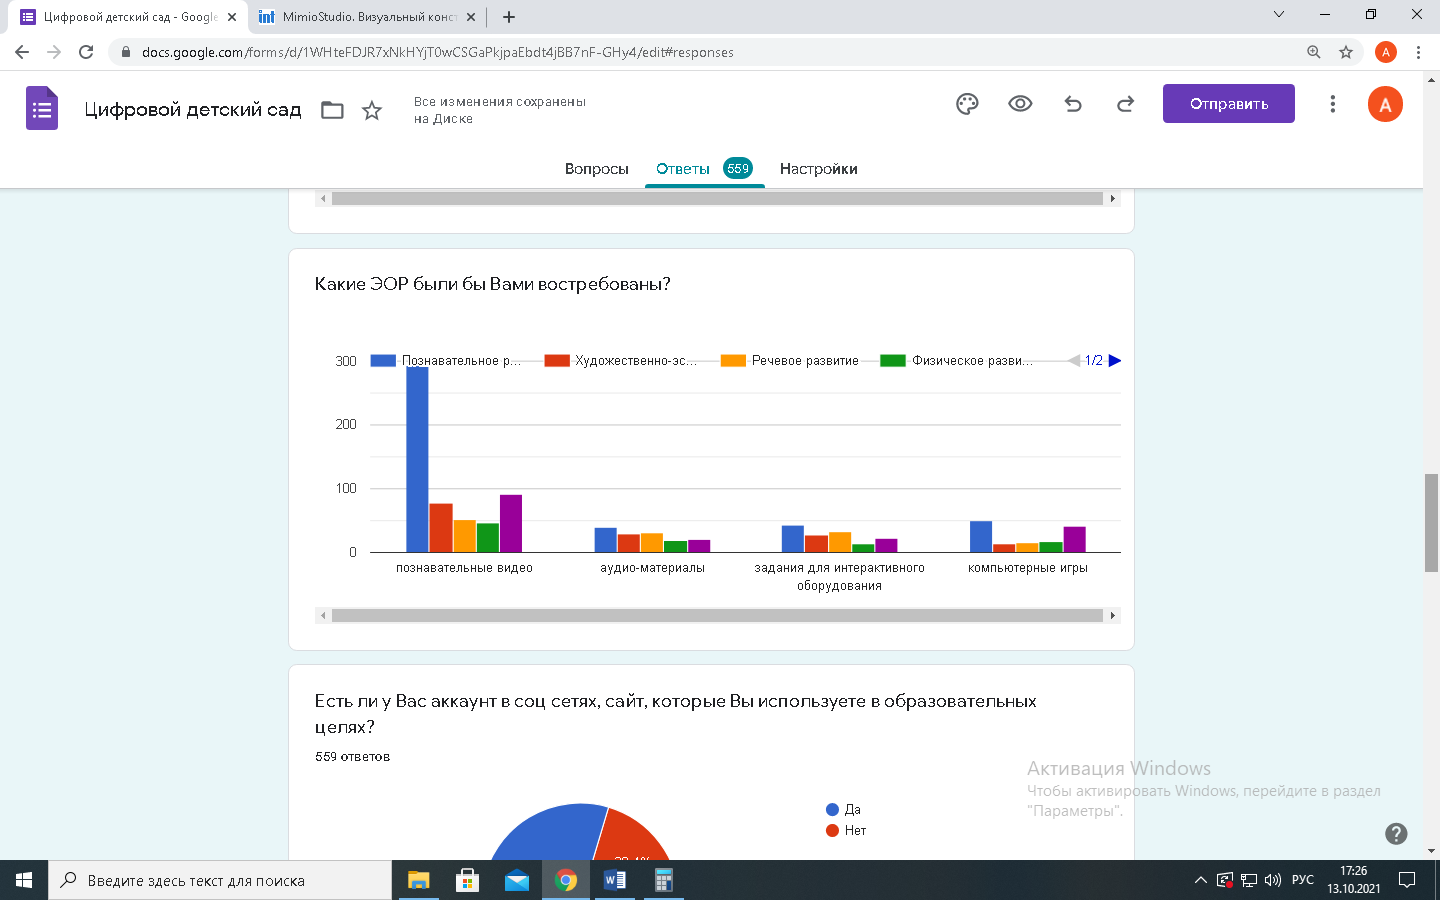 Цифровой детский сад - Google
MimioStudio. Визуальный конст
docs.google.com/forms/d/1WHteFDJR7xNkHYjT0wCSGaPkjpaEbdt4jBB7nF-GHy4/edit#responses
A
Цифровой детский сад
Все изменения сохранены
на Диске
Отправить
A
Вопросы
Ответы 559
Настройки
Какие ЭОР были бы Вами востребованы?
300
Познавательное р...
Художественно-эс...
Речевое развитие
Физическое разви...
1/2
200
100
0
познавательные видео
аудио-материалы
задания для интерактивного
оборудования
компьютерные игры
Есть ли у Вас аккаунт в соц сетях, сайт, которые Вы используете в образовательных
целях?
559 ответов
Да
Нет
Активация Windows
Чтобы активировать Windows, перейдите в раздел
"Параметры".
Введите здесь текст для поиска
РУС
17:26
13.10.2021